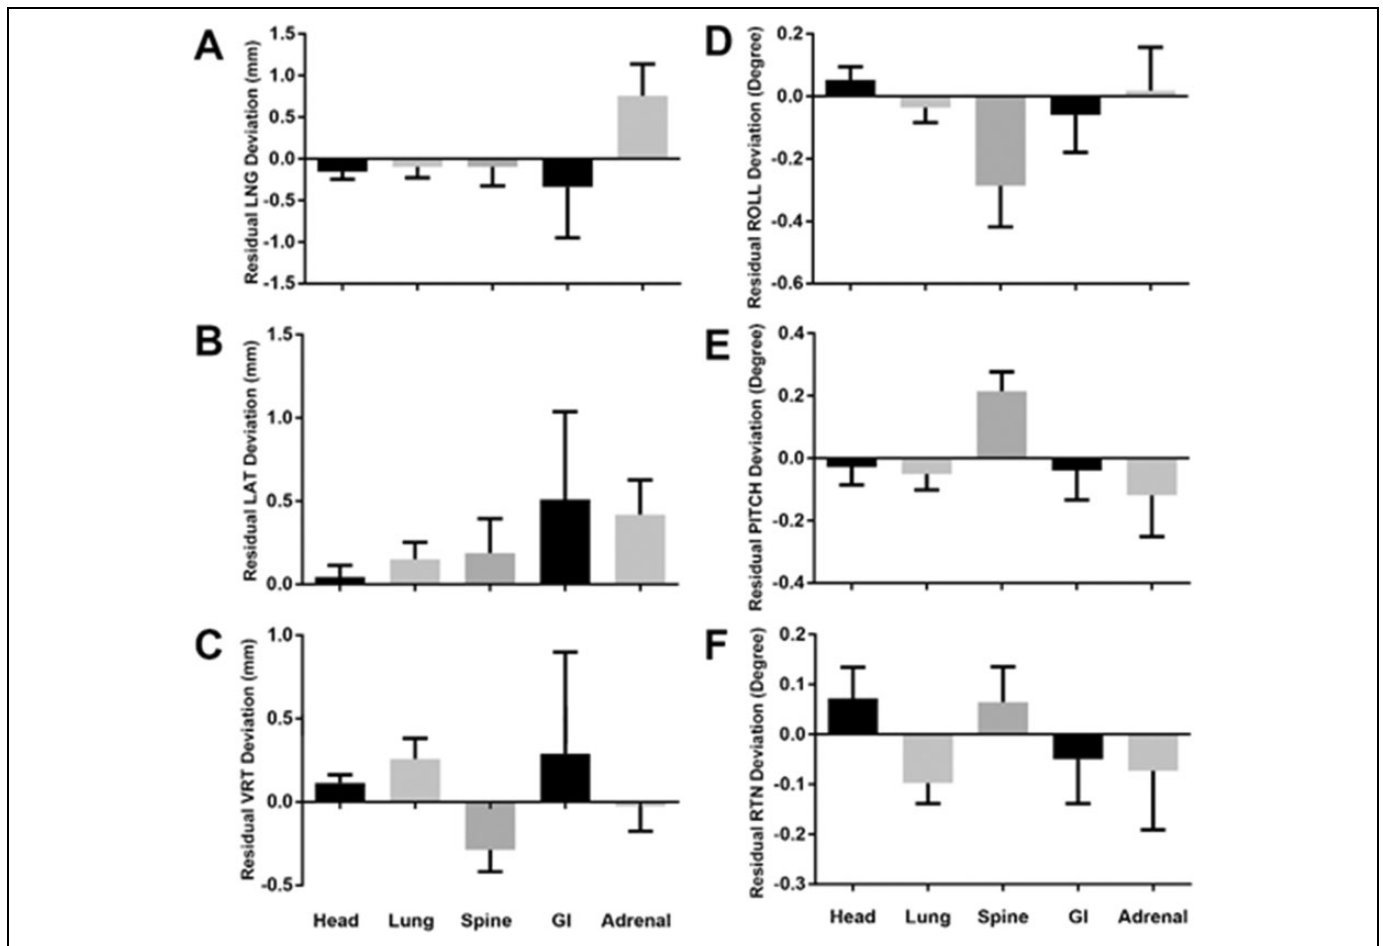 A
Residual LNG Deviation (mm)
1.5
1.0
0.5
0.0
-0.5
-1.0
-1.5
B
Residual LAT Deviation (mm)
1.5
1.0
0.5
0.0
C
Residual VRT Deviation (mm)
1.0
0.5
0.0
-0.5
Head Lung Spine GI Adrenal
D
Residual ROLL Deviation (Degree)
0.2
0.0
-0.2
-0.4
-0.6
E
Residual PITCH Deviation (Degree)
0.4
0.2
0.0
-0.2
-0.4
F
Residual RTN Deviation (Degree)
0.2
0.1
0.0
-0.1
-0.2
-0.3
Head Lung Spine GI Adrenal